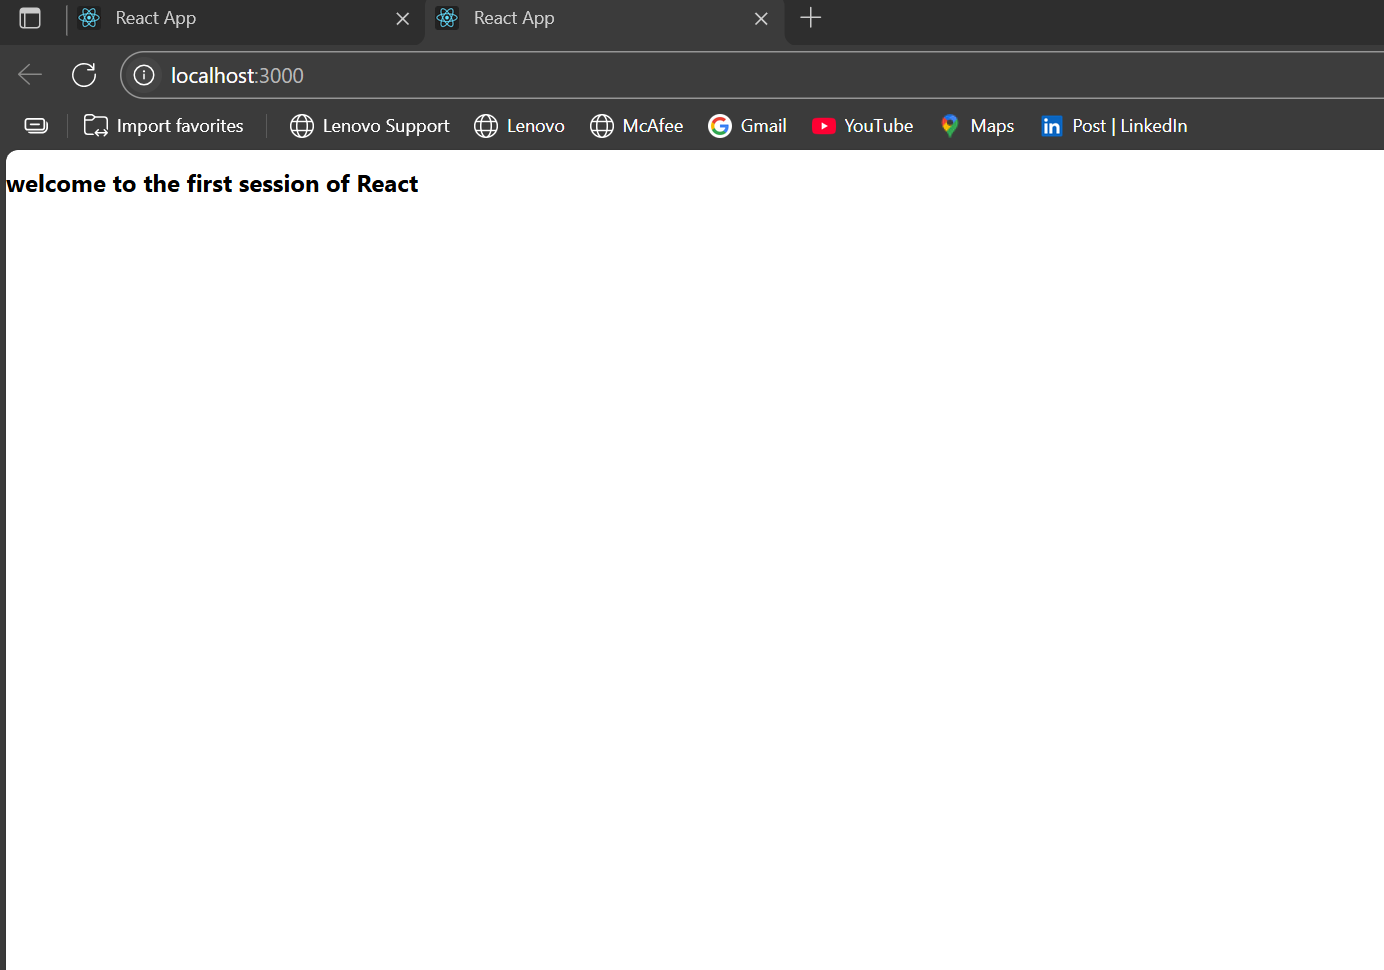 React App React App
localhost:3000
Import favorites Lenovo Support Lenovo McAfee Gmail YouTube Maps Post | LinkedIn
welcome to the first session of React